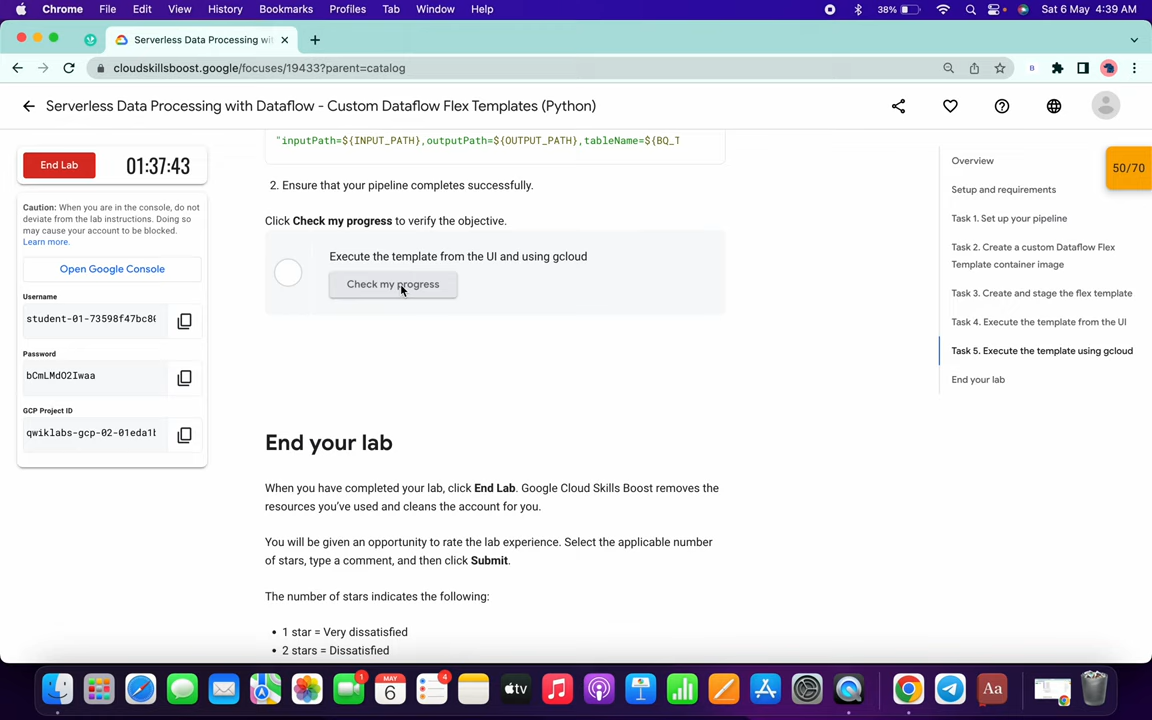 Chrome File Edit View History Bookmarks Profiles Tab Window Help 38% Sat 6 May 4:39 AM
Serverless Data Processing wit
cloudskillsboost.google/focuses/19433?parent=catalog
B
Serverless Data Processing with Dataflow - Custom Dataflow Flex Templates (Python)
End Lab 01:37:43
Caution: When you are in the console, do not
deviate from the lab instructions. Doing so
may cause your account to be blocked.
Learn more.
Open Google Console
Username
student-01-73598f47bc8
Password
bCmLMdO2Iwaa
GCP Project ID
qwiklabs-gcp-02-01eda1
"inputPath=${INPUT_PATH},outputPath=${OUTPUT_PATH},tableName=${BQ_T
2. Ensure that your pipeline completes successfully.
Click Check my progress to verify the objective.
Execute the template from the UI and using gcloud
Check my progress
End your lab
When you have completed your lab, click End Lab. Google Cloud Skills Boost removes the
resources you've used and cleans the account for you.
You will be given an opportunity to rate the lab experience. Select the applicable number
of stars, type a comment, and then click Submit.
The number of stars indicates the following:
• 1 star = Very dissatisfied
• 2 stars = Dissatisfied
Overview
Setup and requirements
Task 1. Set up your pipeline
Task 2. Create a custom Dataflow Flex
Template container image
Task 3. Create and stage the flex template
Task 4. Execute the template from the UI
Task 5. Execute the template using gcloud
End your lab
50/70
MAY
6
1
4
tv
Aa